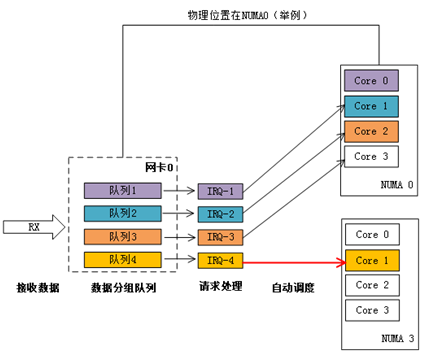 物理位置在NUMA0（举例）
Core 0
Core 1
Core 2
Core 3
NUMA 0
网卡0
队列1
IRQ-1
队列2
IRQ-2
队列3
IRQ-3
队列4
IRQ-4
RX
Core 0
Core 1
Core 2
Core 3
NUMA 3
接收数据
数据分组队列
请求处理
自动调度